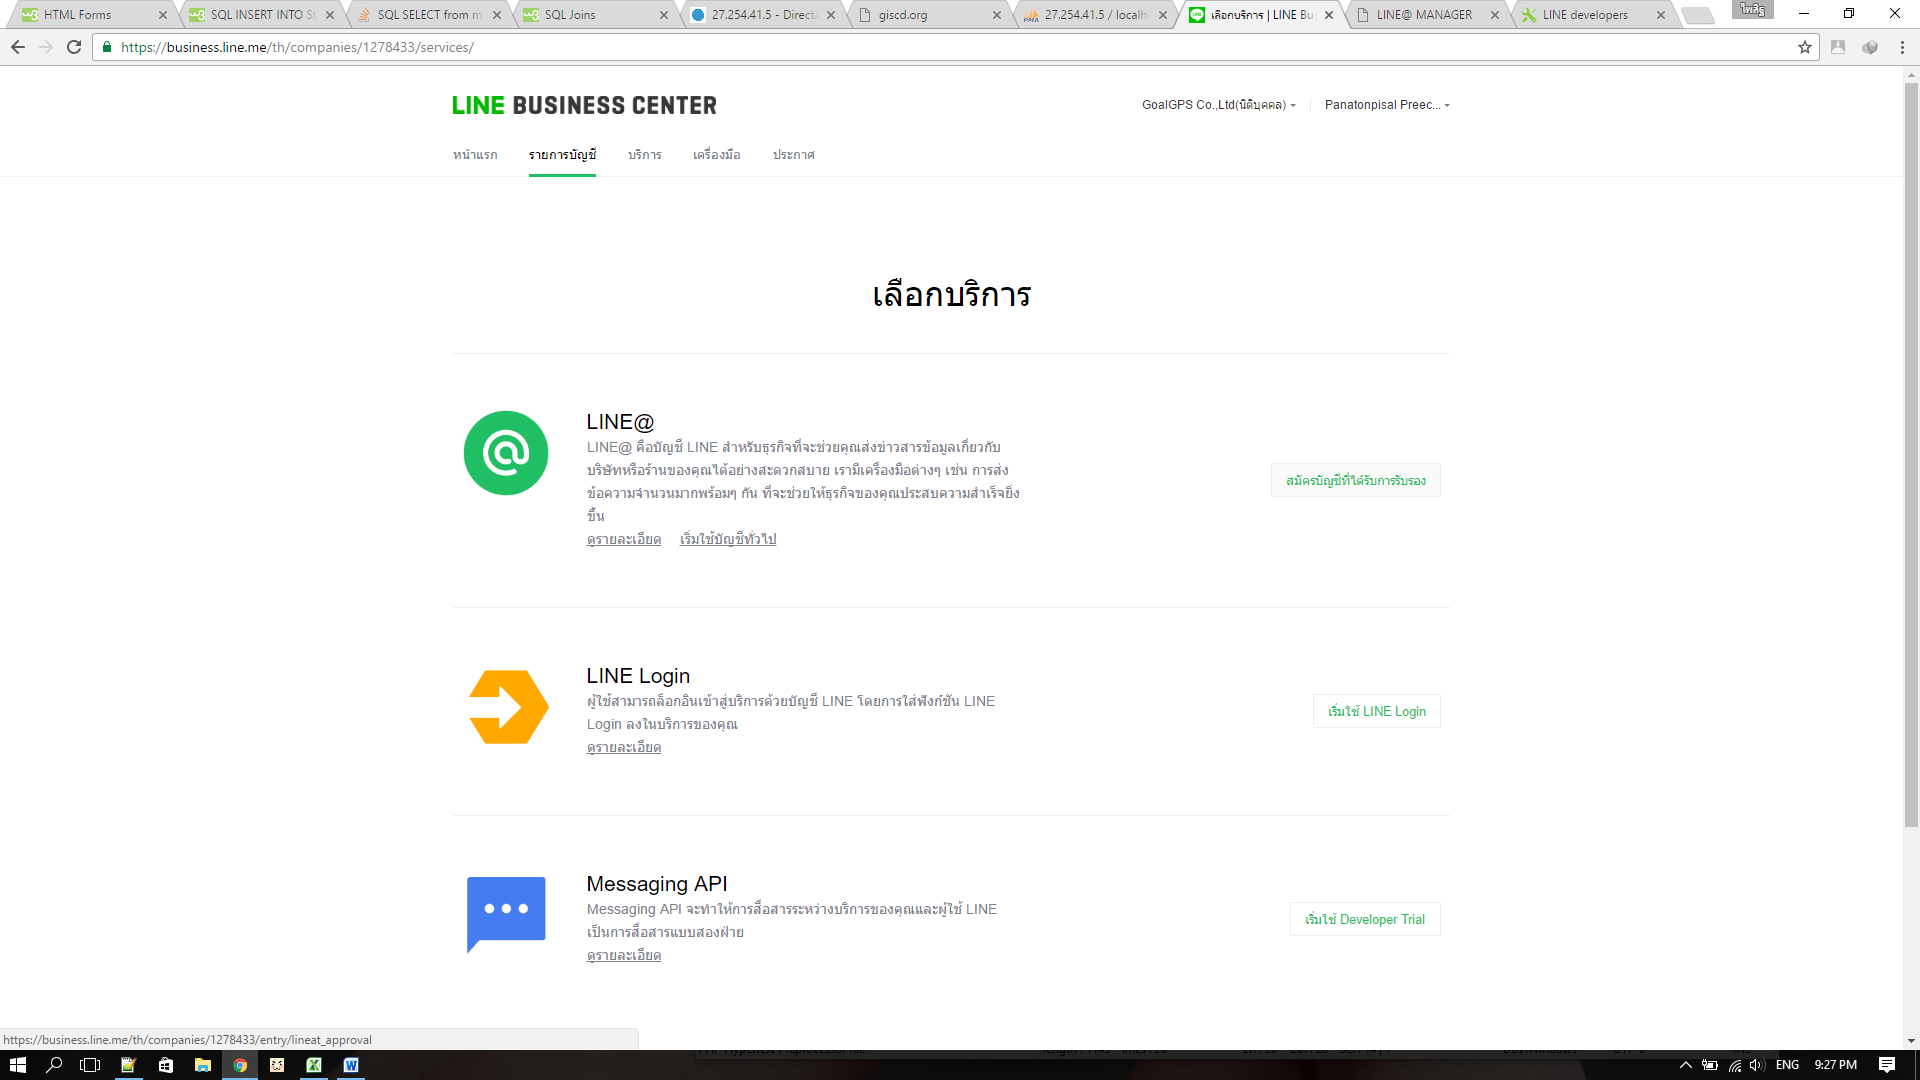 HTML Forms
SQL INSERT INTO St
SQL SELECT from m
SQL Joins
27.254.41.5 - Direct
giscd.org
27.254.41.5 / localh
เลือกบริการ | LINE Bu
LINE@ MANAGER
LINE developers
ไพสิฐ
https://business.line.me/th/companies/1278433/services/
LINE BUSINESS CENTER
GoalGPS Co.,Ltd(นิติบุคคล)
Panatonpisal Preec...
หน้าแรก
รายการบัญชี
บริการ
เครื่องมือ
ประกาศ
เลือกบริการ
LINE@
LINE@ คือบัญชี LINE สำหรับธุรกิจที่จะช่วยคุณส่งข่าวสารข้อมูลเกี่ยวกับ
บริษัทหรือร้านของคุณได้อย่างสะดวกสบาย เรามีเครื่องมือต่างๆ เช่น การส่ง
ข้อความจำนวนมากพร้อมๆ กัน ที่จะช่วยให้ธุรกิจของคุณประสบความสำเร็จยิ่ง
ขึ้น
ดูรายละเอียด เริ่มใช้บัญชีทั่วไป
สมัครบัญชีที่ได้รับการรับรอง
LINE Login
ผู้ใช้สามารถล็อกอินเข้าสู่บริการด้วยบัญชี LINE โดยการใส่ฟังก์ชัน LINE
Login ลงในบริการของคุณ
ดูรายละเอียด
เริ่มใช้ LINE Login
Messaging API
Messaging API จะทำให้การสื่อสารระหว่างบริการของคุณและผู้ใช้ LINE
เป็นการสื่อสารแบบสองฝ่าย
ดูรายละเอียด
เริ่มใช้ Developer Trial
https://business.line.me/th/companies/1278433/entry/lineat_approval
ENG
9:27 PM